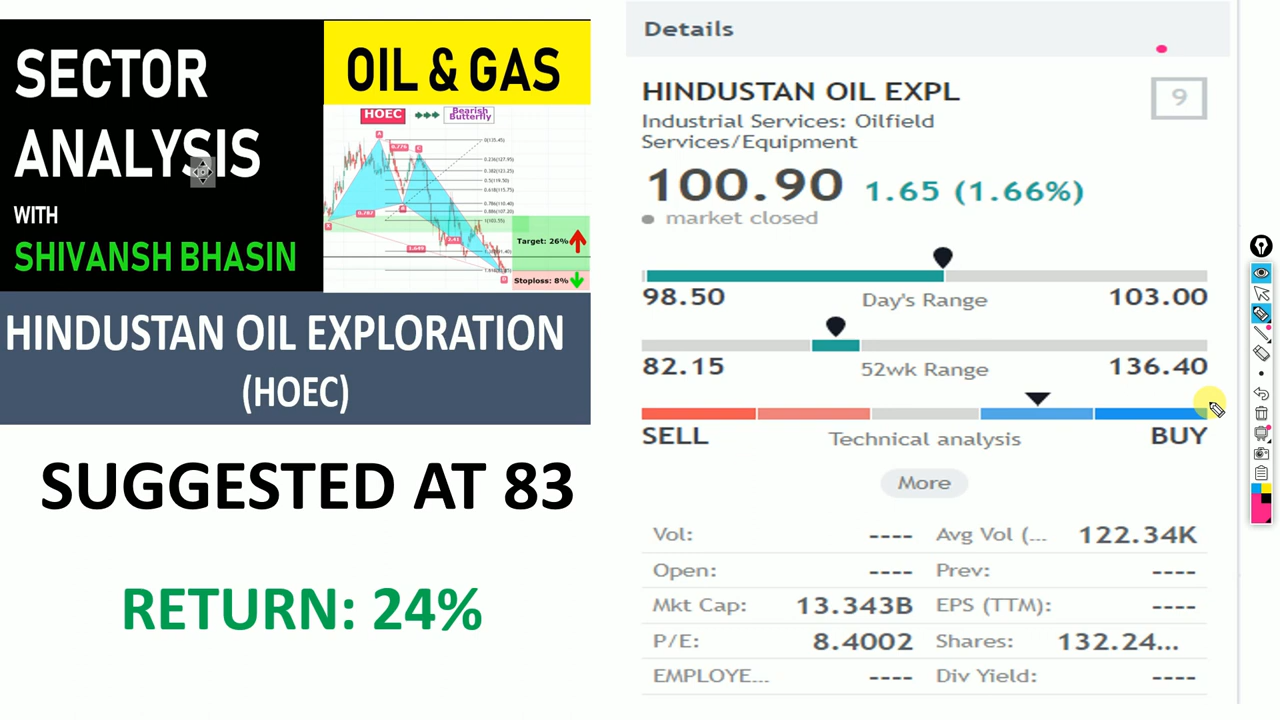 SECTOR
ANALYSIS
WITH
SHIVANSH BHASIN
OIL & GAS
HOEC
Bearish
Butterfly
Target: 26%
Stoploss: 8%
HINDUSTAN OIL EXPLORATION
(HOEC)
SUGGESTED AT 83
RETURN: 24%
Details
HINDUSTAN OIL EXPL
9
Industrial Services: Oilfield
Services/Equipment
100.90 1.65 (1.66%)
market closed
98.50 Day's Range 103.00
82.15 52wk Range 136.40
SELL Technical analysis BUY
More
Vol: ---- Avg Vol (... 122.34K
Open: ---- Prev: ----
Mkt Cap: 13.343B EPS (TTM): ----
P/E: 8.4002 Shares: 132.24...
EMPLOYE... ---- Div Yield: ----